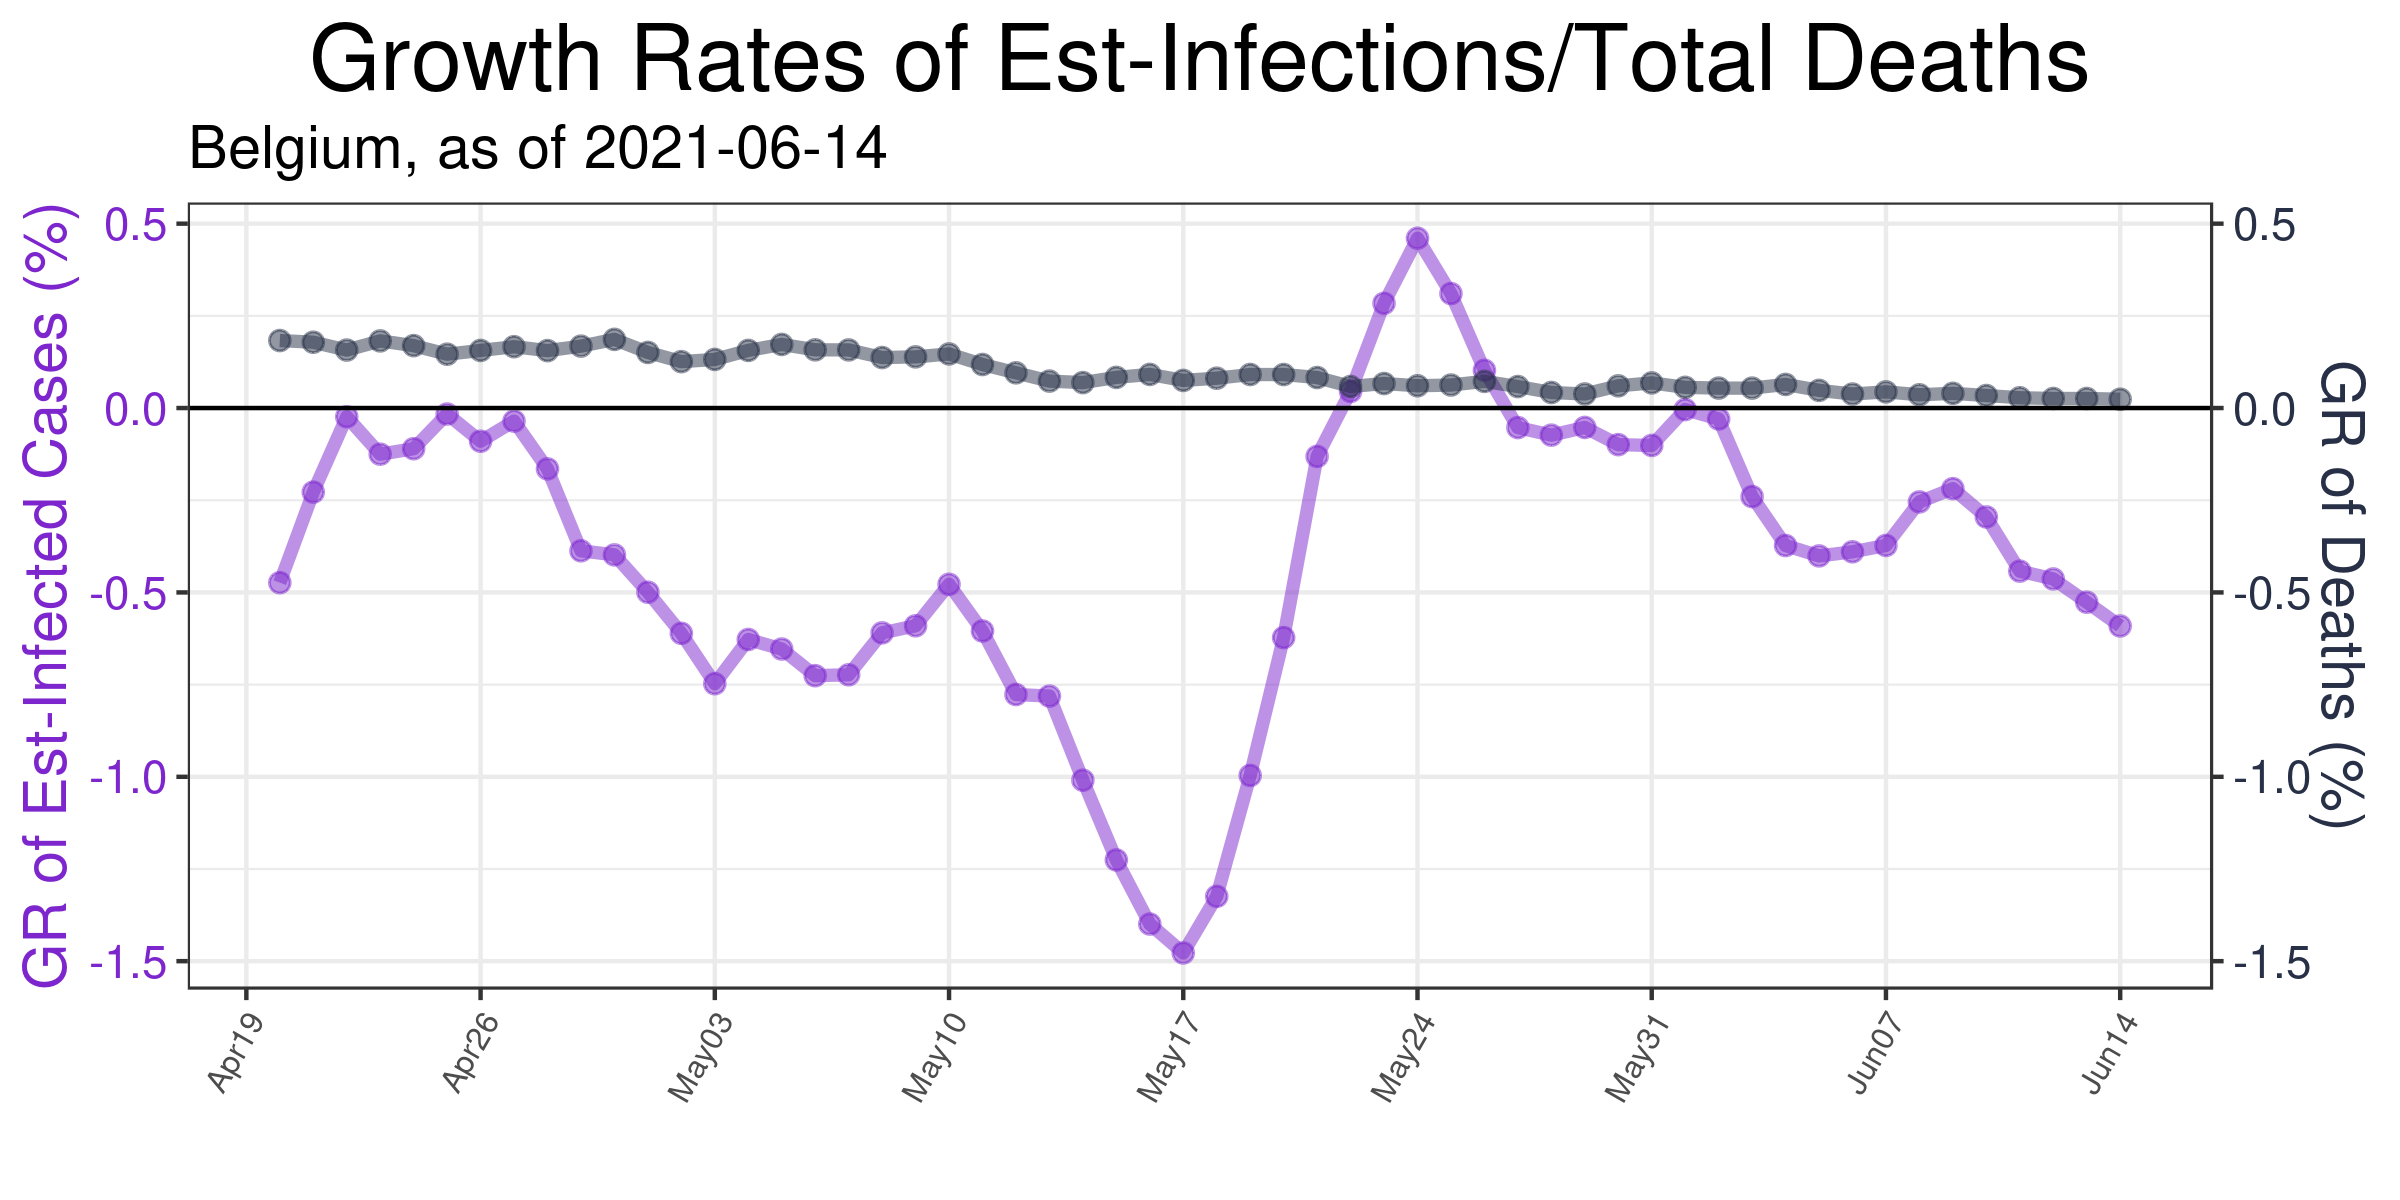 Growth Rates of Est-Infections/Total Deaths
Belgium, as of 2021-06-14
GR of Est-Infected Cases (%)
0.5
0.0
-0.5
-1.0
-1.5
0.5
0.0
-0.5
-1.0
-1.5
GR of Deaths (%)
Apr19
Apr26
May03
May10
May17
May24
May31
Jun07
Jun14